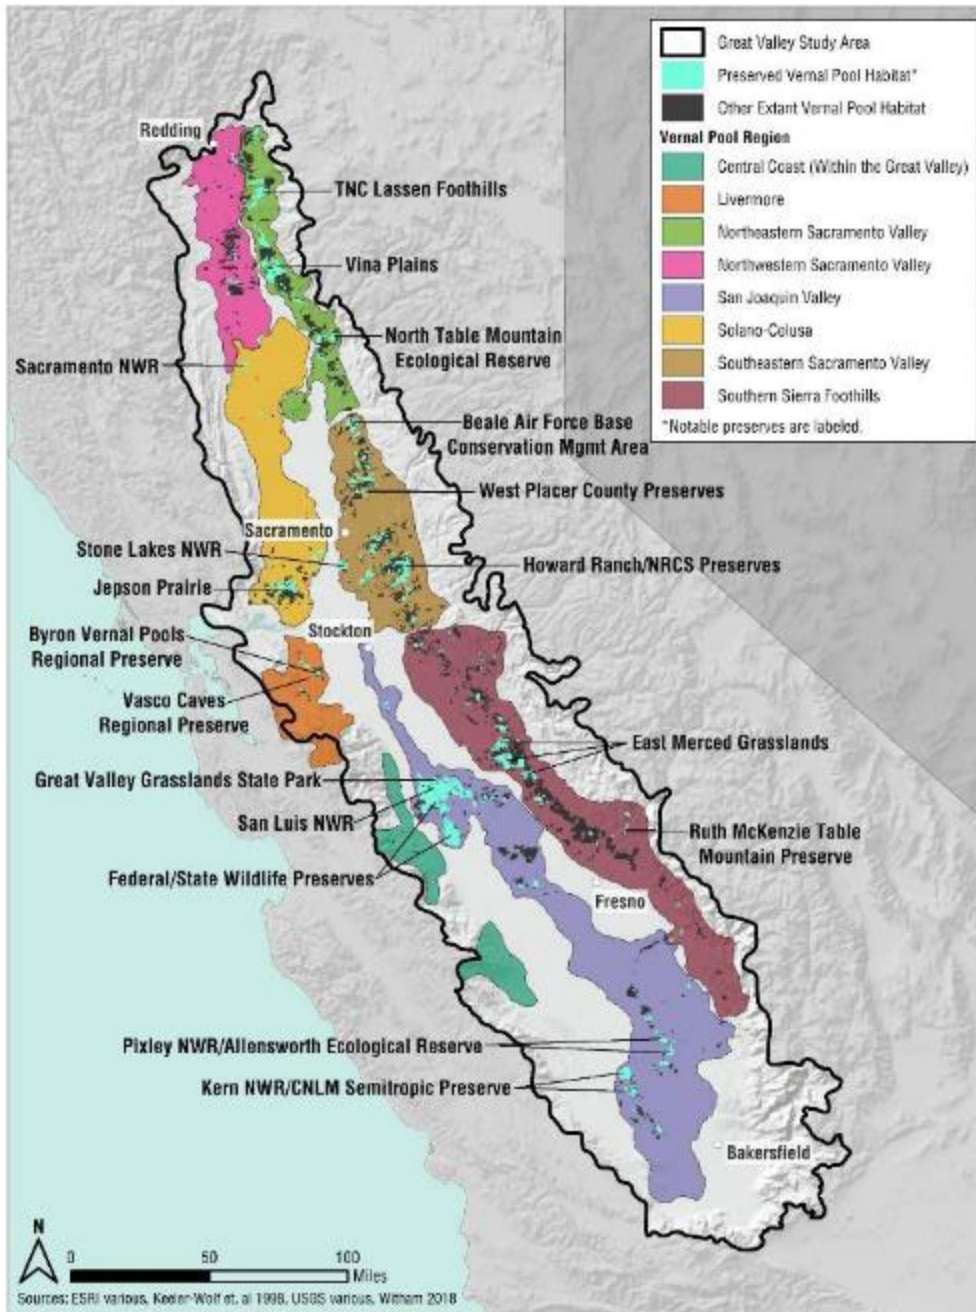 Great Valley Study Area
Preserved Vernal Pool Habitat*
Other Extant Vernal Pool Habitat
Vernal Pool Region
Central Coast (Within the Great Valley)
Livermore
Northeastern Sacramento Valley
Northwestern Sacramento Valley
San Joaquin Valley
Solano-Colusa
Southeastern Sacramento Valley
Southern Sierra Foothills
*Notable preserves are labeled.
Redding
TNC Lassen Foothills
Vina Plains
North Table Mountain
Ecological Reserve
Sacramento NWR
Beale Air Force Base
Conservation Mgmt Area
West Placer County Preserves
Sacramento
Stone Lakes NWR
Howard Ranch/NRCS Preserves
Jepson Prairie
Stockton
Byron Vernal Pools
Regional Preserve
Vasco Caves
Regional Preserve
East Merced Grasslands
Great Valley Grasslands State Park
San Luis NWR
Ruth McKenzie Table
Mountain Preserve
Federal/State Wildlife Preserves
Fresno
Pixley NWR/Allensworth Ecological Reserve
Kern NWR/CNLM Semitropic Preserve
Bakersfield
N
0 50 100
Miles
Sources: ESRI various, Keeler-Wolf et. al 1998, USGS various, Witham 2018